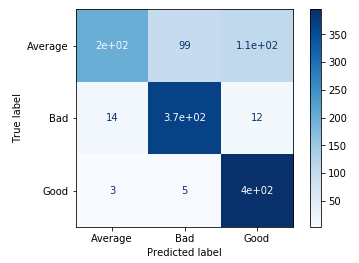 Average 2e+02 99 1.1e+02
Bad 14 3.7e+02 12
Good 3 5 4e+02
Average Bad Good
Predicted label
True label
350
300
250
200
150
100
50